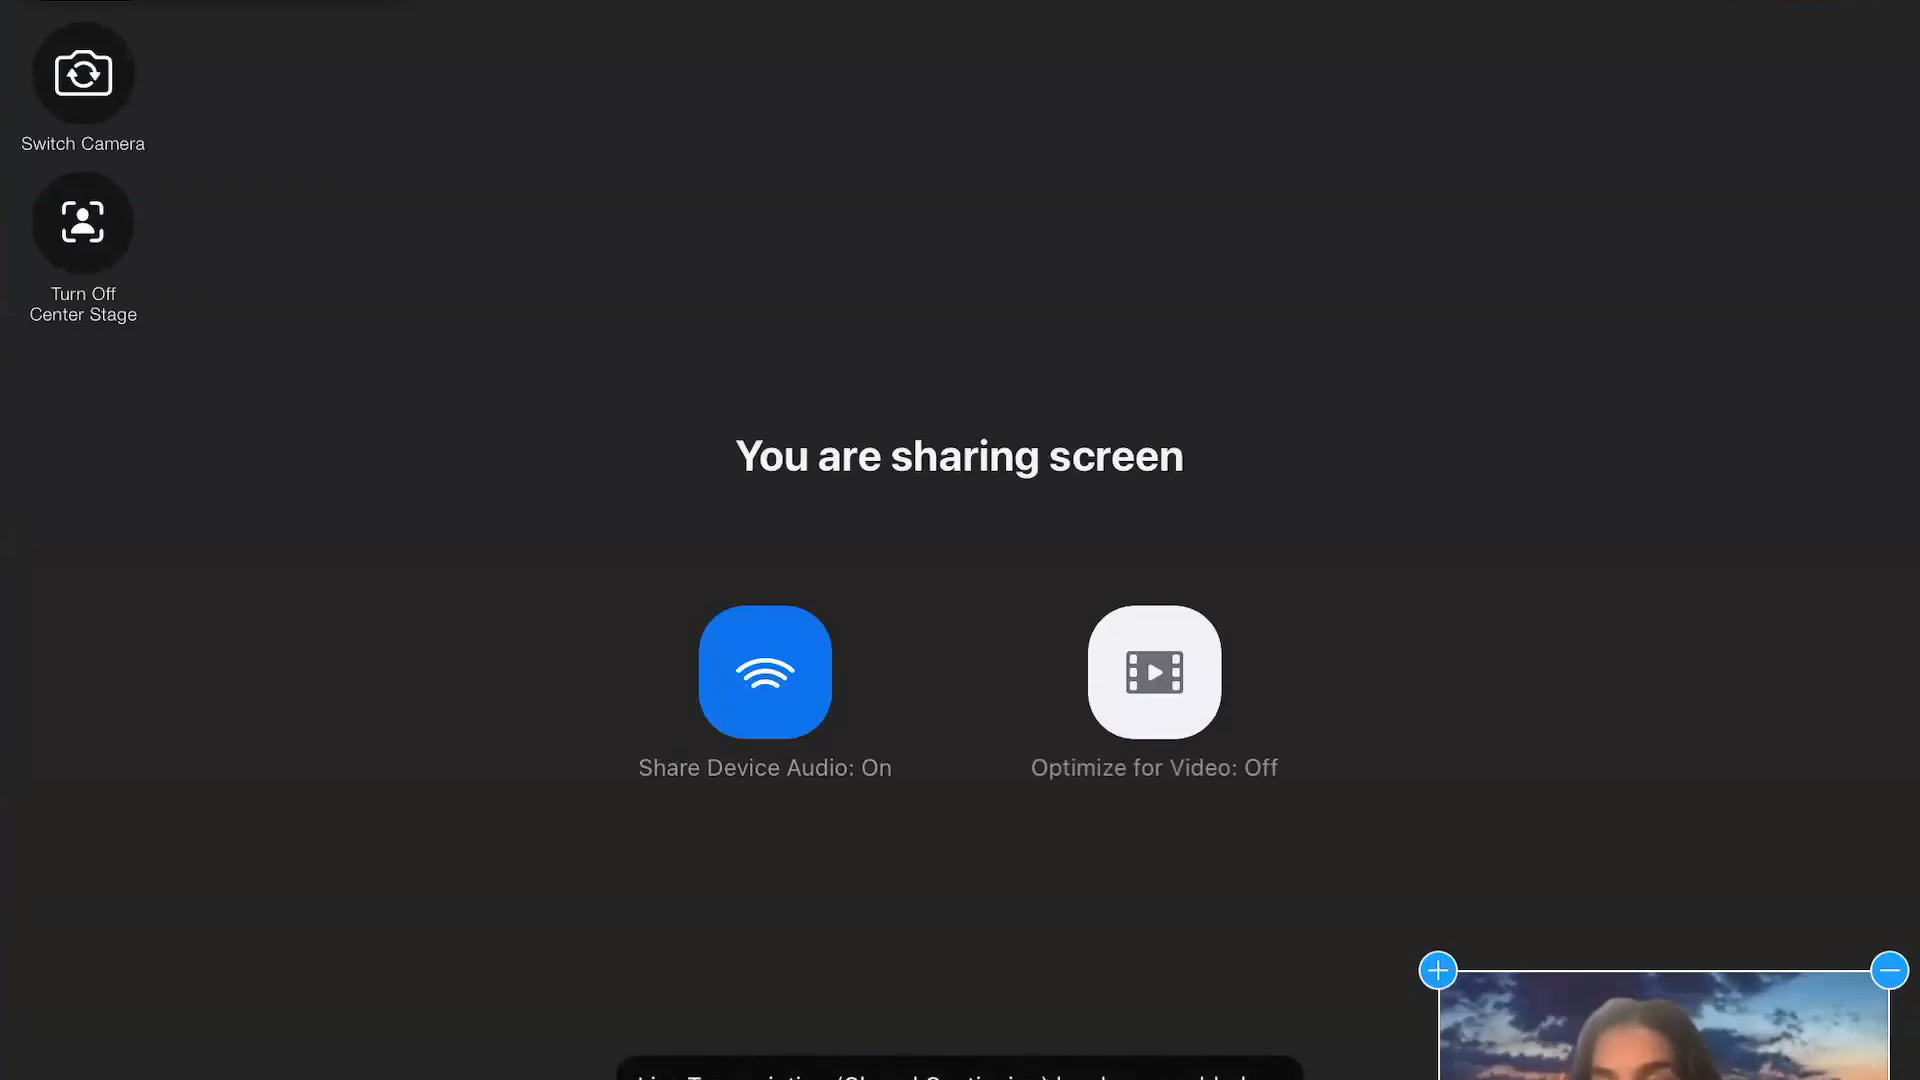 Switch Camera
Turn Off
Center Stage
You are sharing screen
Share Device Audio: On
Optimize for Video: Off